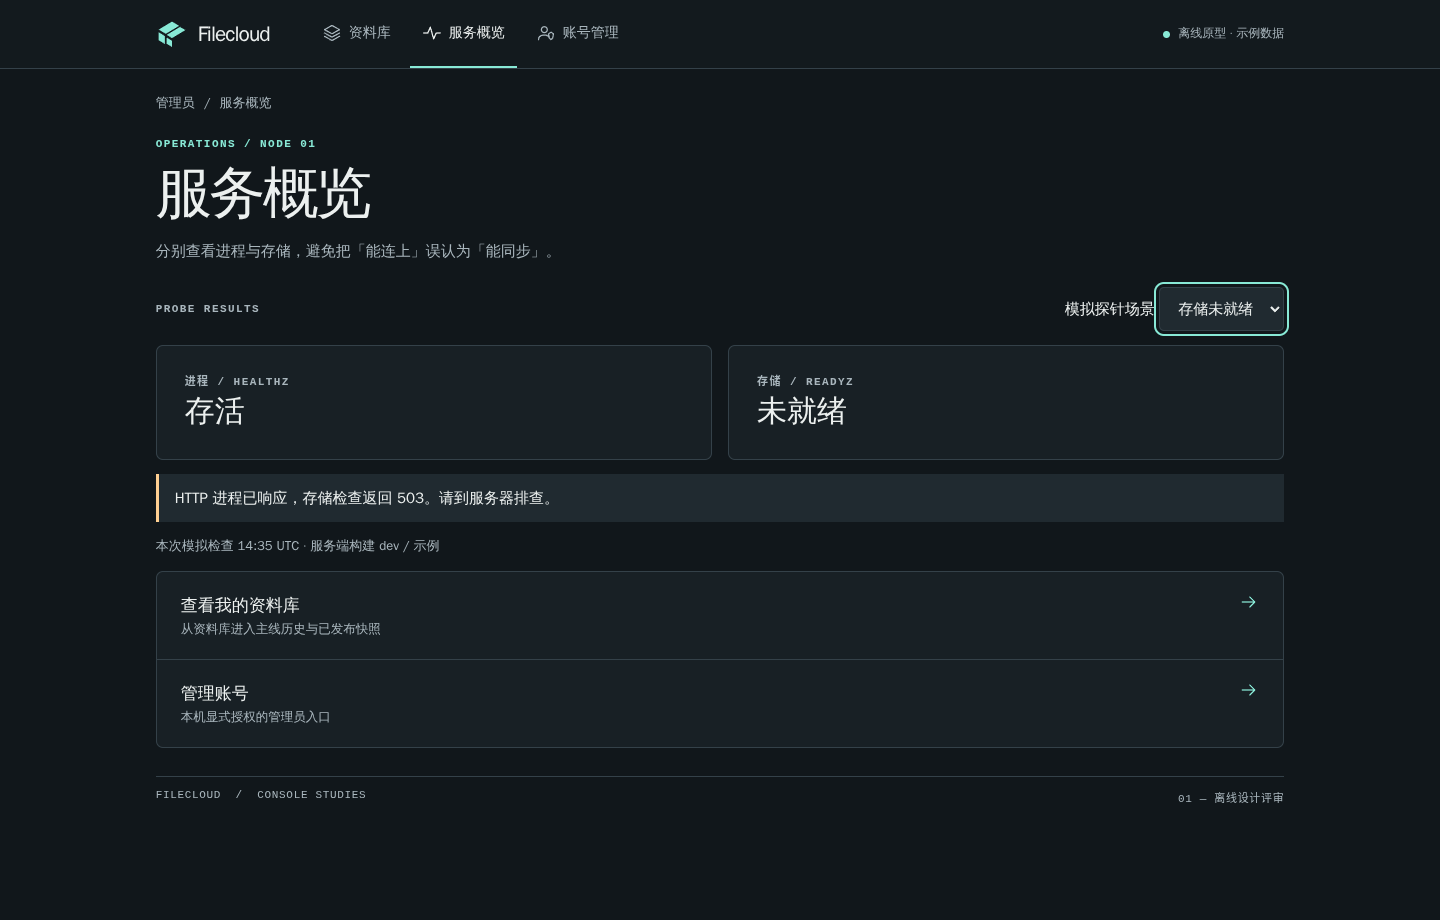 Filecloud
资料库
服务概览
账号管理
离线原型 · 示例数据
管理员 / 服务概览
OPERATIONS / NODE 01
服务概览
分别查看进程与存储，避免把「能连上」误认为「能同步」。
PROBE RESULTS
模拟探针场景
存储未就绪
进程 / HEALTHZ
存活
存储 / READYZ
未就绪
HTTP 进程已响应，存储检查返回 503。请到服务器排查。
本次模拟检查 14:35 UTC · 服务端构建 dev / 示例
查看我的资料库
从资料库进入主线历史与已发布快照
管理账号
本机显式授权的管理员入口
FILECLOUD / CONSOLE STUDIES
01 — 离线设计评审